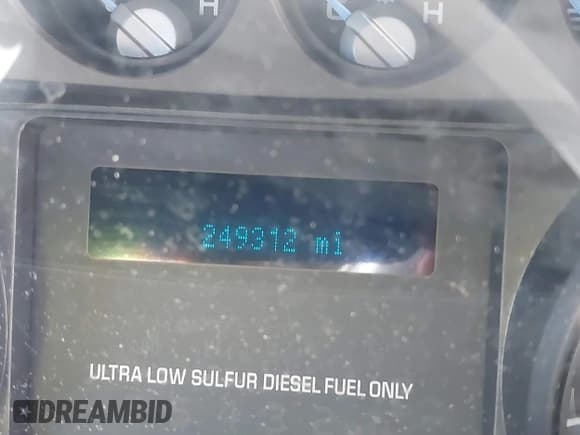 H
C H
249312 mi
ULTRA LOW SULFUR DIESEL FUEL ONLY
DREAMBID